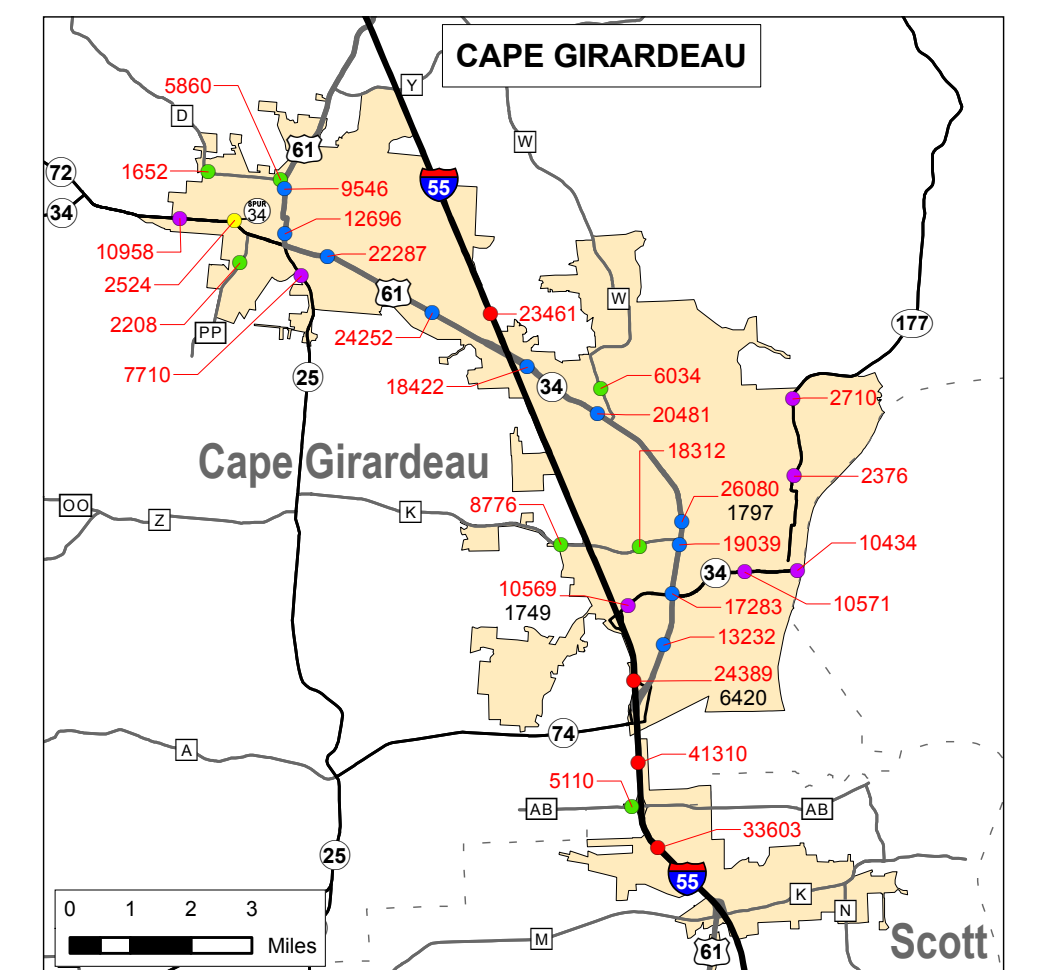 CAPE GIRARDEAU
5860
Y
D
W
61
1652
72
55
9546
SPUR
34
34
12696
10958
22287
2524
61
W
2208
23461
177
PP
24252
7710
25
18422
34
6034
2710
20481
Cape Girardeau
18312
2376
OO
Z
K
8776
26080
1797
19039
10434
34
10569
1749
17283
10571
13232
24389
6420
74
A
41310
5110
AB
AB
33603
25
55
0 1 2 3
Miles
K
N
M
61
Scott